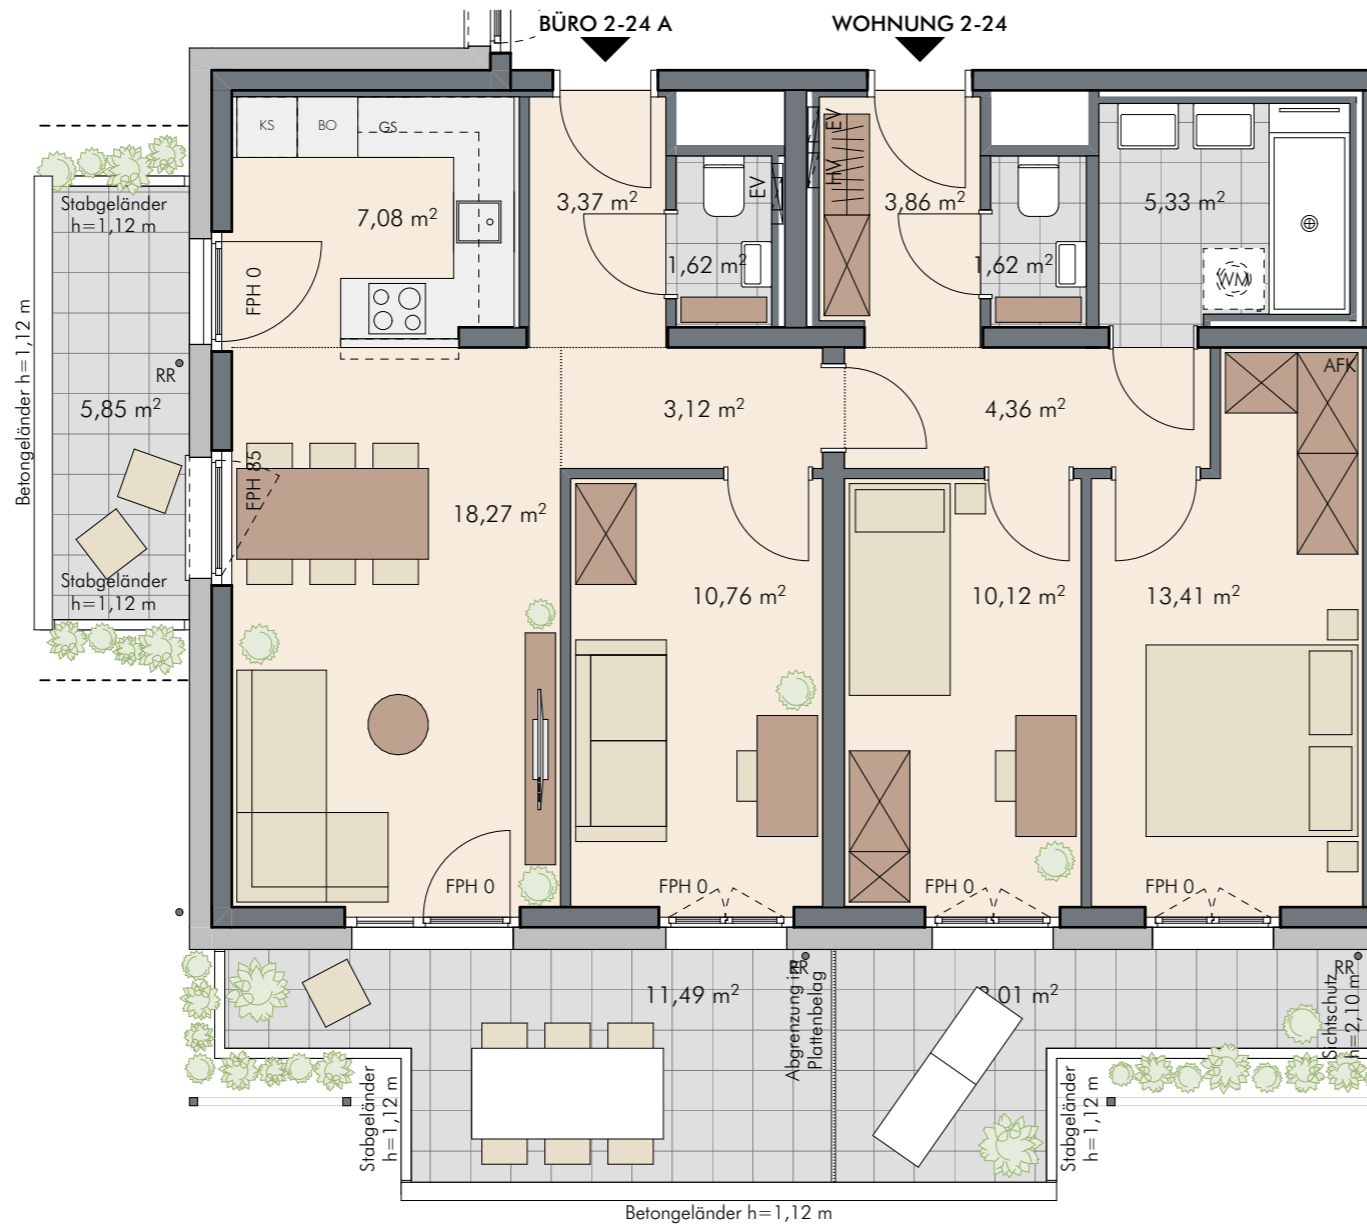 BÜRO 2-24 A
WOHNUNG 2-24
KS
BO
GS
EV
HM
EV
3,37 m²
3,86 m²
5,33 m²
7,08 m²
1,62 m²
1,62 m²
WM
Stabgeländer
h=1,12 m
FPH 0
Betongeländer h=1,12 m
RR
AFK
5,85 m²
3,12 m²
4,36 m²
FPH 85
18,27 m²
Stabgeländer
h=1,12 m
10,76 m²
10,12 m²
13,41 m²
FPH 0
FPH 0
FPH 0
FPH 0
11,49 m²
RR
Abgrenzung im
Plattenbelag
,01 m²
RR
Sichtschutz
h=2,10 m
Stabgeländer
h=1,12 m
Stabgeländer
h=1,12 m
Betongeländer h=1,12 m